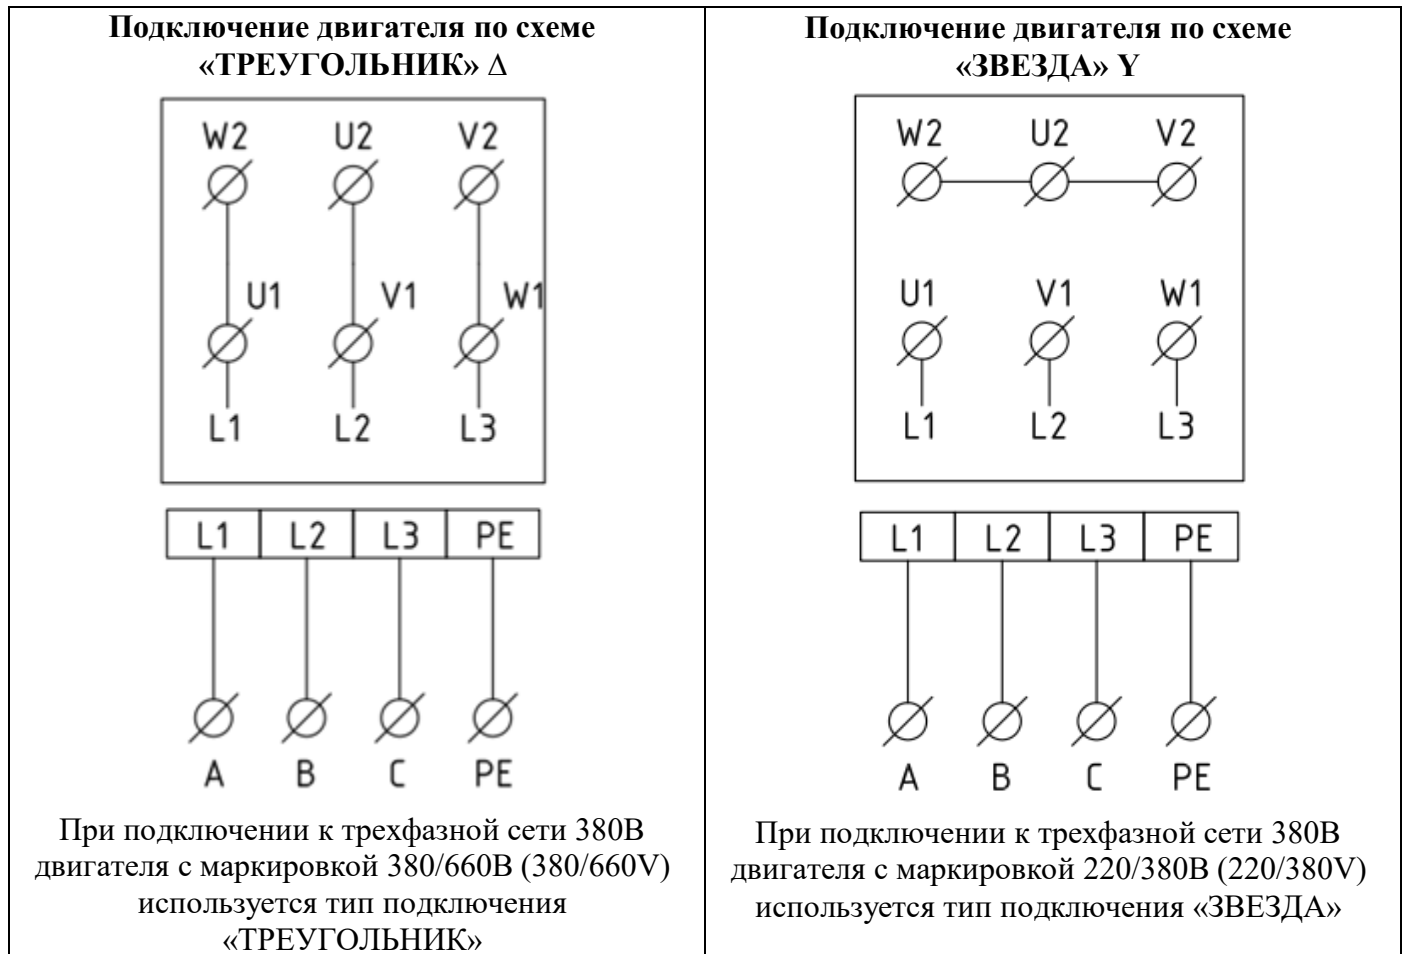 Подключение двигателя по схеме
«ТРЕУГОЛЬНИК» Δ
W2 U2 V2
U1 V1 W1
L1 L2 L3
L1 L2 L3 PE
A B C PE
При подключении к трехфазной сети 380В
двигателя с маркировкой 380/660В (380/660V)
используется тип подключения
«ТРЕУГОЛЬНИК»
Подключение двигателя по схеме
«ЗВЕЗДА» Y
W2 U2 V2
U1 V1 W1
L1 L2 L3
L1 L2 L3 PE
A B C PE
При подключении к трехфазной сети 380В
двигателя с маркировкой 220/380В (220/380V)
используется тип подключения «ЗВЕЗДА»